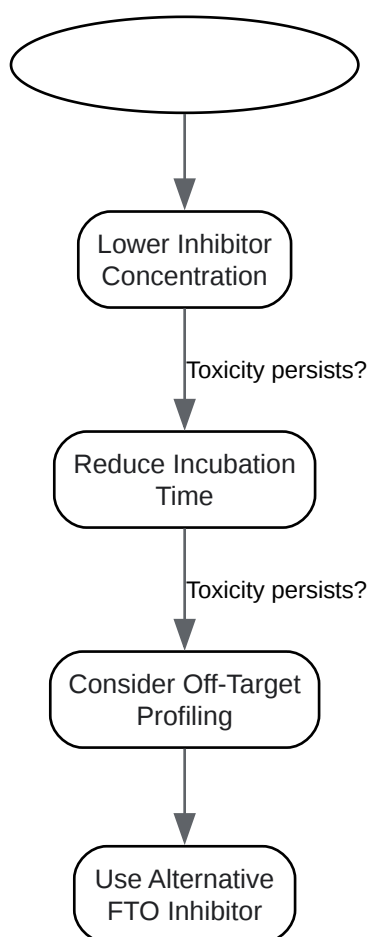 Lower Inhibitor
Concentration
Toxicity persists?
Reduce Incubation
Time
Toxicity persists?
Consider Off-Target
Profiling
Use Alternative
FTO Inhibitor